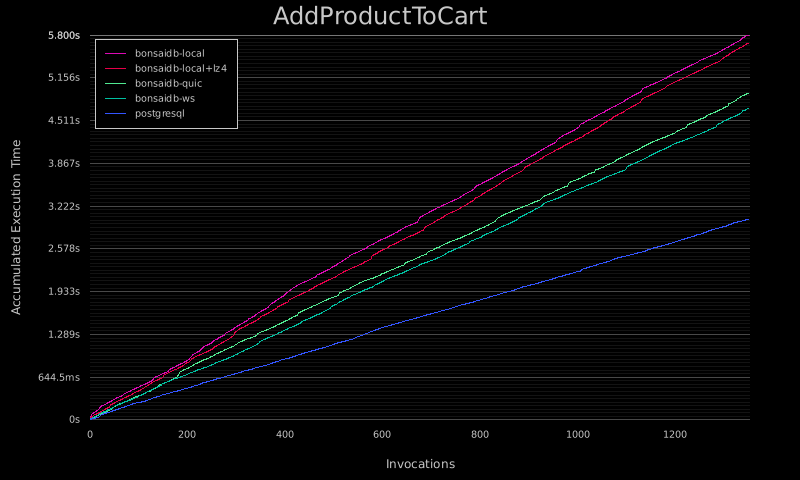 AddProductToCart
5.800s
5.156s
4.511s
3.867s
3.222s
2.578s
1.933s
1.289s
644.5ms
0s
Accumulated Execution Time
bonsaidb-local
bonsaidb-local+lz4
bonsaidb-quic
bonsaidb-ws
postgresql
0 200 400 600 800 1000 1200
Invocations